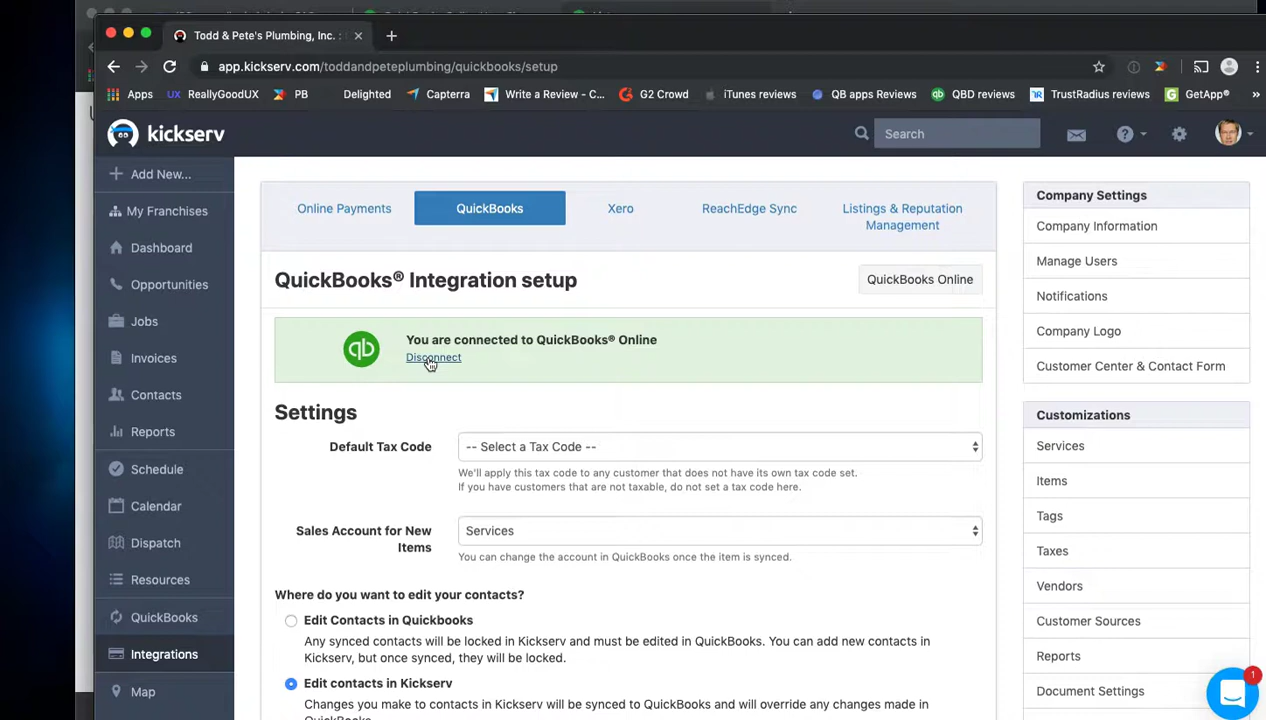 Todd & Pete's Plumbing, Inc. :
app.kickserv.com/toddandpeteplumbing/quickbooks/setup
Apps
UX ReallyGoodUX
PB
Delighted
Capterra
Write a Review - C...
G2 Crowd
iTunes reviews
QB apps Reviews
qb QBD reviews
TrustRadius reviews
G GetApp®
»
kickserv
Search
Add New...
My Franchises
Dashboard
Opportunities
Jobs
Invoices
Contacts
Reports
Schedule
Calendar
Dispatch
Resources
QuickBooks
Integrations
Map
Online Payments
QuickBooks
Xero
ReachEdge Sync
Listings & Reputation
Management
QuickBooks® Integration setup
QuickBooks Online
qb
You are connected to QuickBooks® Online
Disconnect
Settings
Default Tax Code
-- Select a Tax Code --
We'll apply this tax code to any customer that does not have its own tax code set.
If you have customers that are not taxable, do not set a tax code here.
Sales Account for New
Items
Services
You can change the account in QuickBooks once the item is synced.
Where do you want to edit your contacts?
Edit Contacts in Quickbooks
Any synced contacts will be locked in Kickserv and must be edited in QuickBooks. You can add new contacts in
Kickserv, but once synced, they will be locked.
Edit contacts in Kickserv
Changes you make to contacts in Kickserv will be synced to QuickBooks and will override any changes made in
QuickBooks.
Company Settings
Company Information
Manage Users
Notifications
Company Logo
Customer Center & Contact Form
Customizations
Services
Items
Tags
Taxes
Vendors
Customer Sources
Reports
Document Settings
1